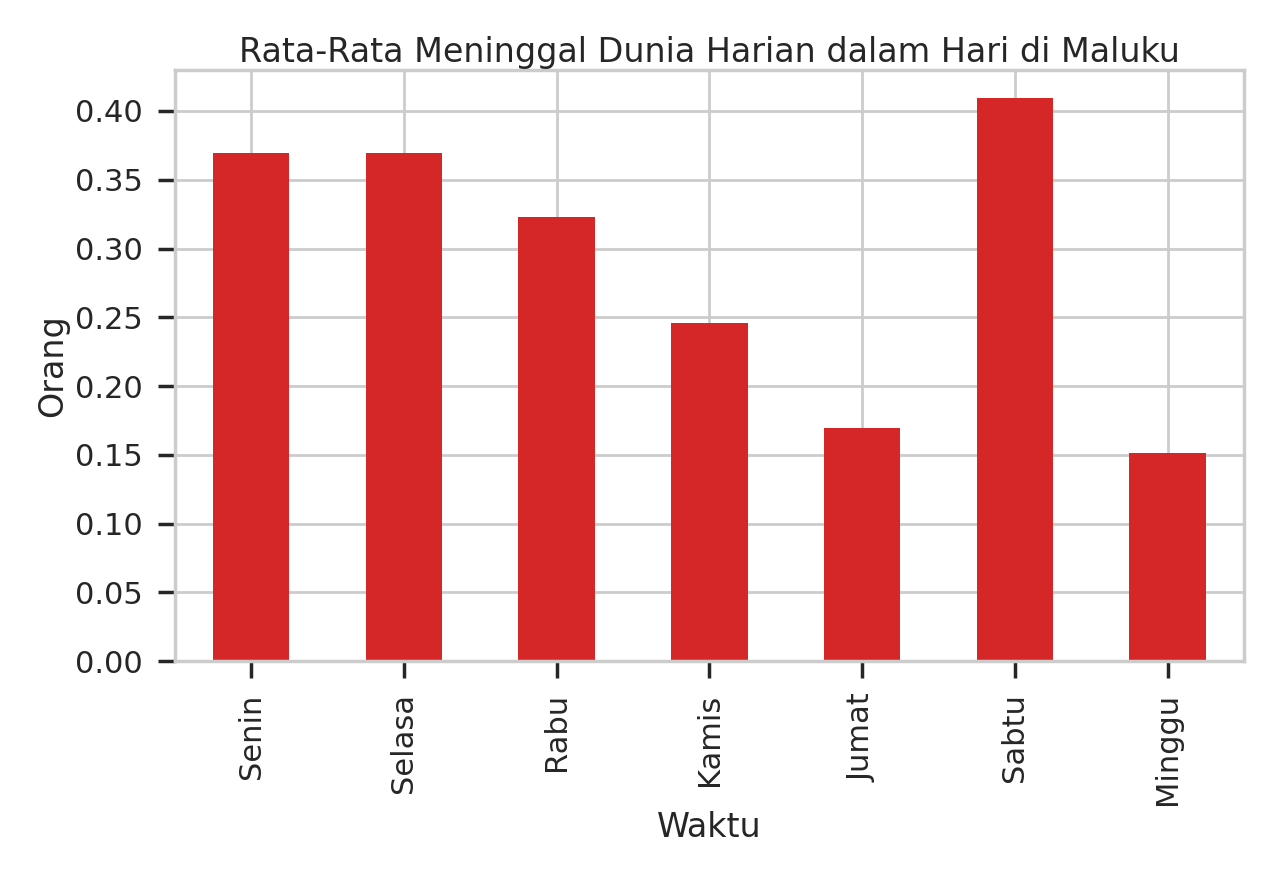 Rata-Rata Meninggal Dunia Harian dalam Hari di Maluku
0.40
0.35
0.30
0.25
0.20
0.15
0.10
0.05
0.00
Orang
Senin
Selasa
Rabu
Kamis
Jumat
Sabtu
Minggu
Waktu